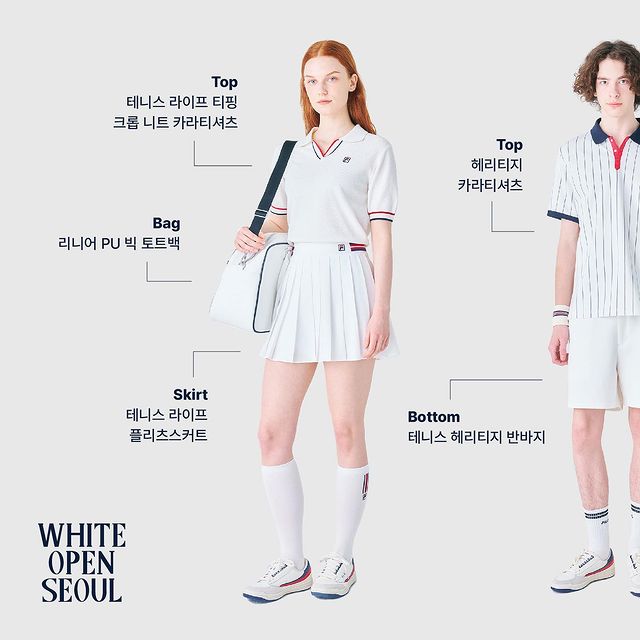 Top
테니스 라이프 티핑
크롭 니트 카라티셔츠
Bag
리니어 PU 빅 토트백
Skirt
테니스 라이프
플리츠스커트
Top
헤리티지
카라티셔츠
Bottom
테니스 헤리티지 반바지
WHITE
OPEN
SEOUL